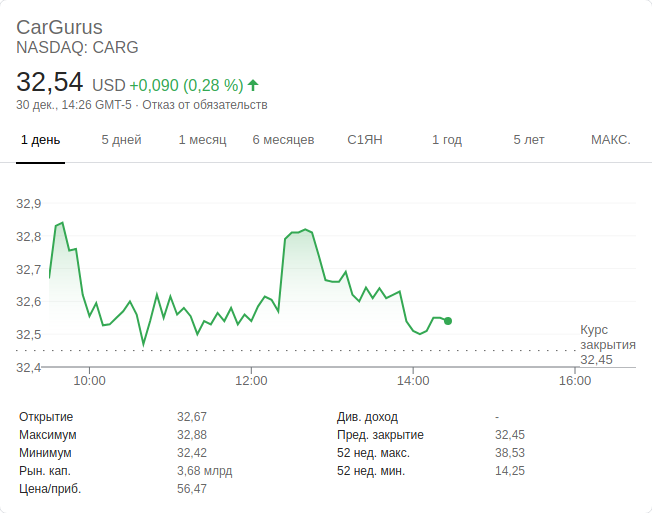 CarGurus
NASDAQ: CARG
32,54 USD +0,090 (0,28 %)
30 дек., 14:26 GMT-5 · Отказ от обязательств
1 день 5 дней 1 месяц 6 месяцев С1ЯН 1 год 5 лет МАКС.
32,9
32,8
32,7
32,6
32,5
32,4
Курс
закрытия
32,45
10:00 12:00 14:00 16:00
Открытие 32,67 Див. доход -
Максимум 32,88 Пред. закрытие 32,45
Минимум 32,42 52 нед. макс. 38,53
Рын. кап. 3,68 млрд 52 нед. мин. 14,25
Цена/приб. 56,47